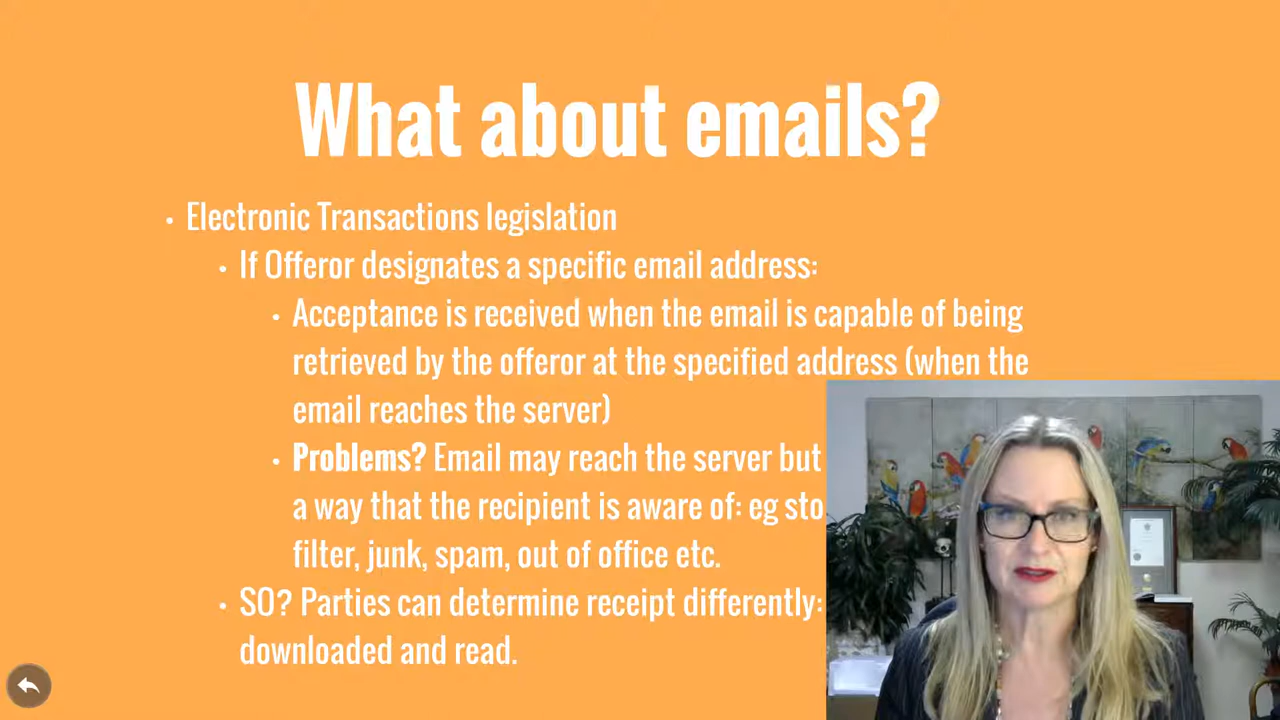 What about emails?
• Electronic Transactions legislation
• If Offeror designates a specific email address:
• Acceptance is received when the email is capable of being
retrieved by the offeror at the specified address (when the
email reaches the server)
• Problems? Email may reach the server but
a way that the recipient is aware of: eg sto
filter, junk, spam, out of office etc.
• SO? Parties can determine receipt differently:
downloaded and read.